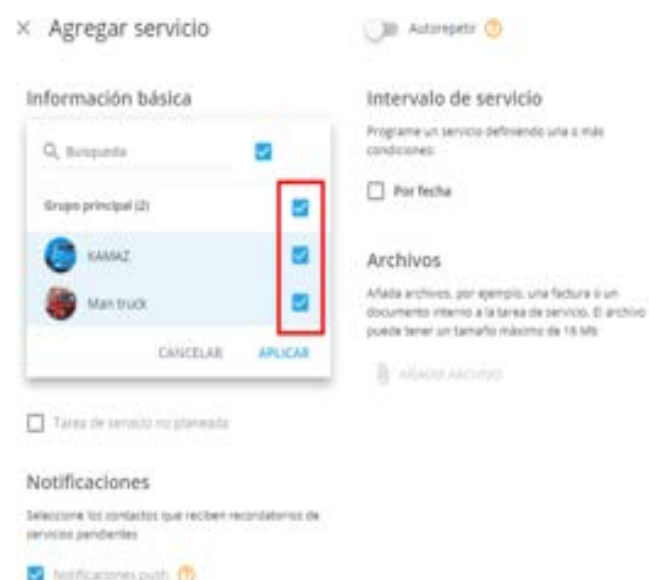 × Agregar servicio
Información básica
Búsqueda
Grupo principal (2)
KAMAZ
Man truck
CANCELAR APLICAR
Tarea de servicio no planeada
Notificaciones
Seleccione los contactos que reciben recordatorios de
servicios pendientes
Notificaciones push
Autorepetir
Intervalo de servicio
Programe un servicio definiendo una o más
condiciones:
Por fecha
Archivos
Añada archivos, por ejemplo, una factura o un
documento interno a la tarea de servicio. El archivo
puede tener un tamaño máximo de 16 Mb
AÑADIR ARCHIVO